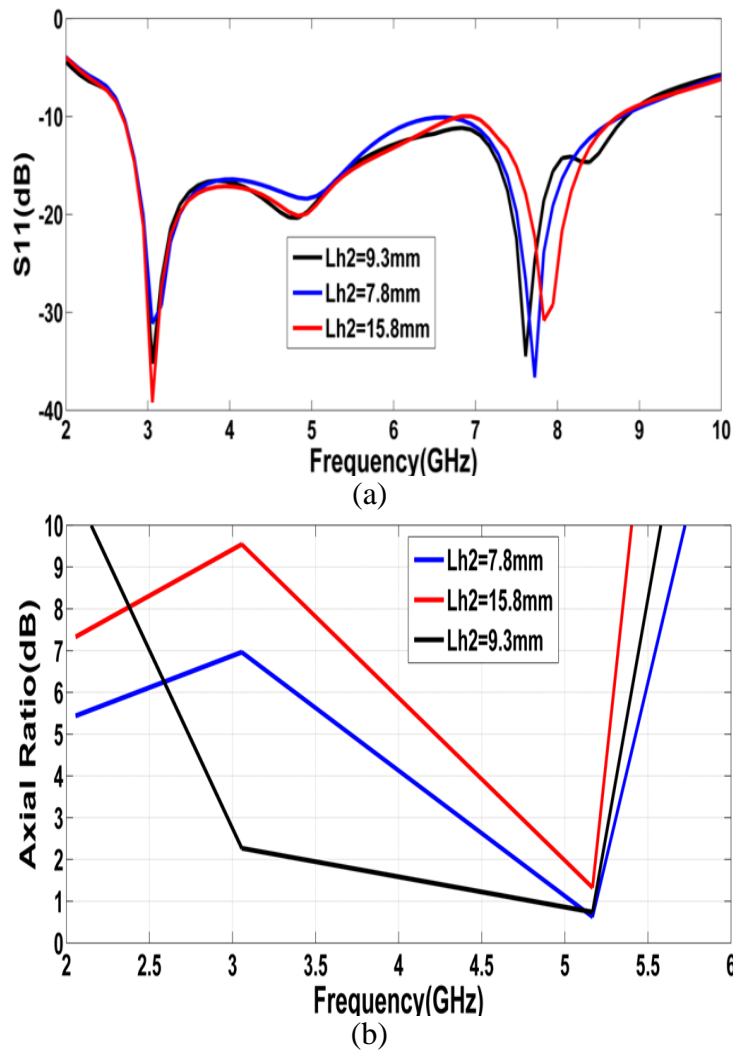 0
-10
-20
-30
-40
S11(dB)
Lh2=9.3mm
Lh2=7.8mm
Lh2=15.8mm
2 3 4 5 6 7 8 9 10
Frequency(GHz)
(a)
10
9
8
7
6
5
4
3
2
1
0
Axial Ratio(dB)
Lh2=7.8mm
Lh2=15.8mm
Lh2=9.3mm
2 2.5 3 3.5 4 4.5 5 5.5 6
Frequency(GHz)
(b)